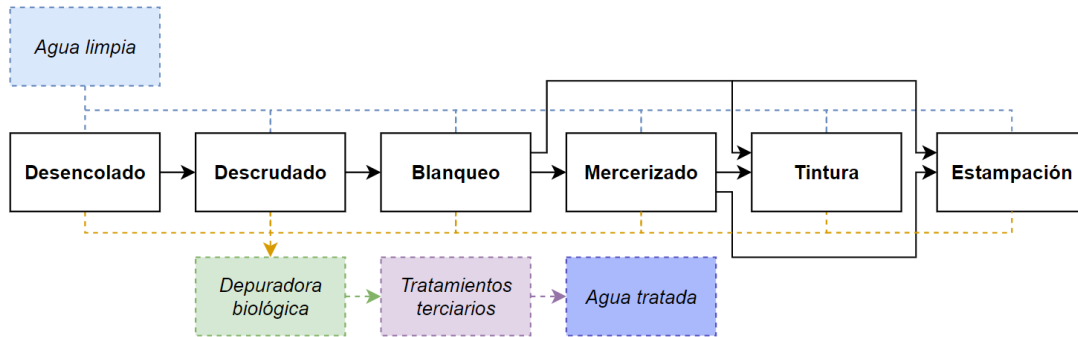 Agua limpia
Desencolado
Descrudado
Blanqueo
Mercerizado
Tintura
Estampación
Depuradora
biológica
Tratamientos
terciarios
Agua tratada